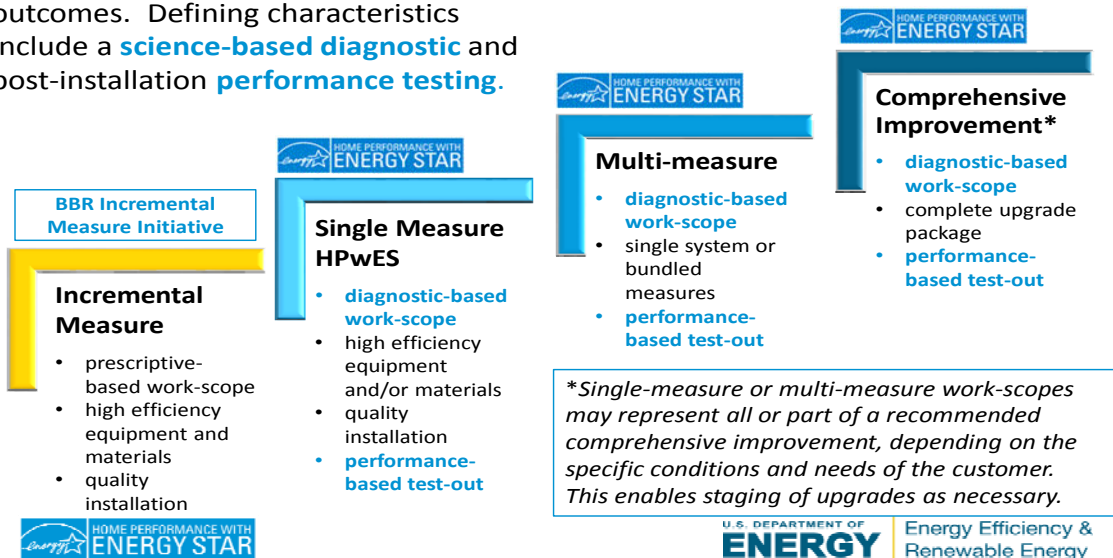 outcomes. Defining characteristics
include a science-based diagnostic and
post-installation performance testing.
BBR Incremental
Measure Initiative
Incremental
Measure
• prescriptive-
based work-scope
• high efficiency
equipment and
materials
• quality
installation
HOME PERFORMANCE WITH
ENERGY STAR
HOME PERFORMANCE WITH
ENERGY STAR
Single Measure
HPwES
• diagnostic-based
work-scope
• high efficiency
equipment
and/or materials
• quality
installation
• performance-
based test-out
HOME PERFORMANCE WITH
ENERGY STAR
Multi-measure
• diagnostic-based
work-scope
• single system or
bundled
measures
• performance-
based test-out
HOME PERFORMANCE WITH
ENERGY STAR
Comprehensive
Improvement*
• diagnostic-based
work-scope
• complete upgrade
package
• performance-
based test-out
*Single-measure or multi-measure work-scopes
may represent all or part of a recommended
comprehensive improvement, depending on the
specific conditions and needs of the customer.
This enables staging of upgrades as necessary.
U.S. DEPARTMENT OF
ENERGY
Energy Efficiency &
Renewable Energy